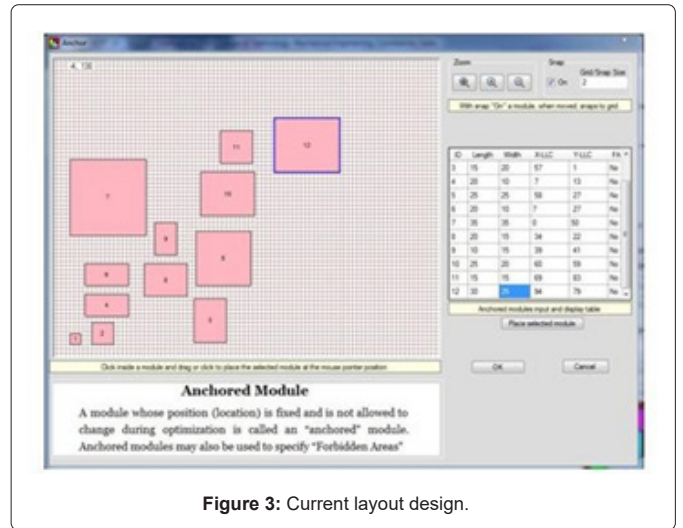 Anchor
4, 130
Zoom
Snap
On
Grid/Snap Size
2
With snap "On" a module, when moved, snaps to grid.
12
11
7
10
9
8
4
1
2
ID Length Width X-LLC Y-LLC
3 15 20 57 1 No
4 20 10 7 13 No
5 25 25 58 27 No
6 20 10 7 27 No
7 35 35 0 50 No
8 20 15 34 22 No
9 10 15 39 41 No
10 25 20 60 59 No
11 15 15 69 83 No
12 30 25 94 79 No
Anchored modules input and display table
Place selected module
Click inside a module and drag or click to place the selected module at the mouse pointer position
OK
Cancel
Anchored Module
A module whose position (location) is fixed and is not allowed to
change during optimization is called an "anchored" module.
Anchored modules may also be used to specify "Forbidden Areas"
Figure 3: Current layout design.